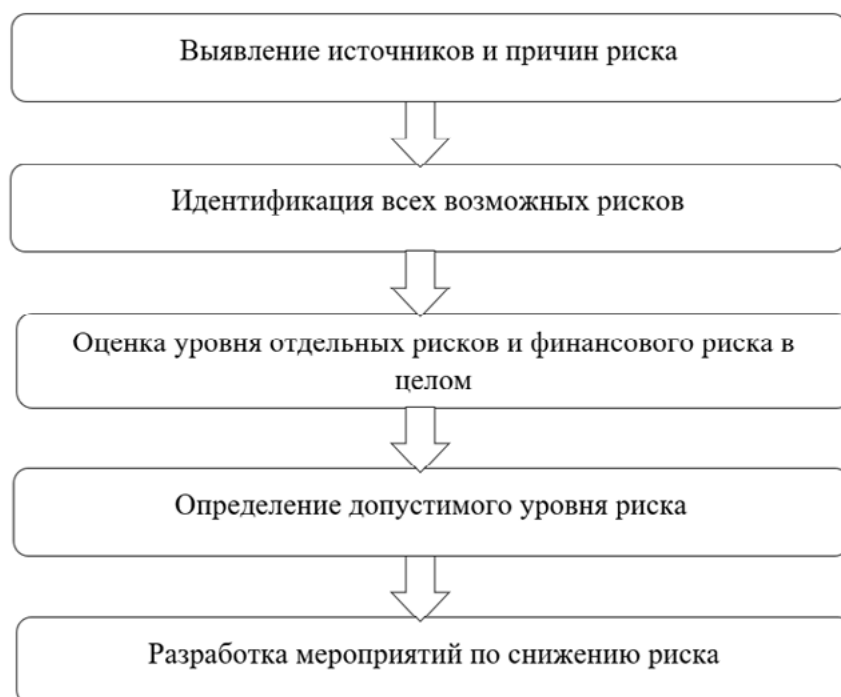 Выявление источников и причин риска
Идентификация всех возможных рисков
Оценка уровня отдельных рисков и финансового риска в
целом
Определение допустимого уровня риска
Разработка мероприятий по снижению риска